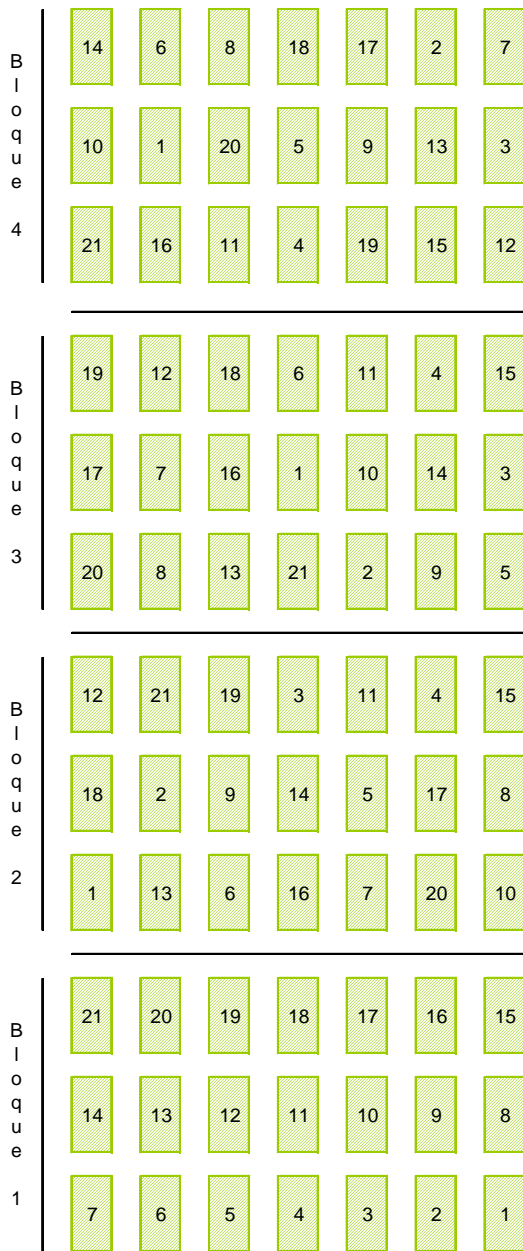 Bloque 4
14 6 8 18 17 2 7
10 1 20 5 9 13 3
21 16 11 4 19 15 12
Bloque 3
19 12 18 6 11 4 15
17 7 16 1 10 14 3
20 8 13 21 2 9 5
Bloque 2
12 21 19 3 11 4 15
18 2 9 14 5 17 8
1 13 6 16 7 20 10
Bloque 1
21 20 19 18 17 16 15
14 13 12 11 10 9 8
7 6 5 4 3 2 1